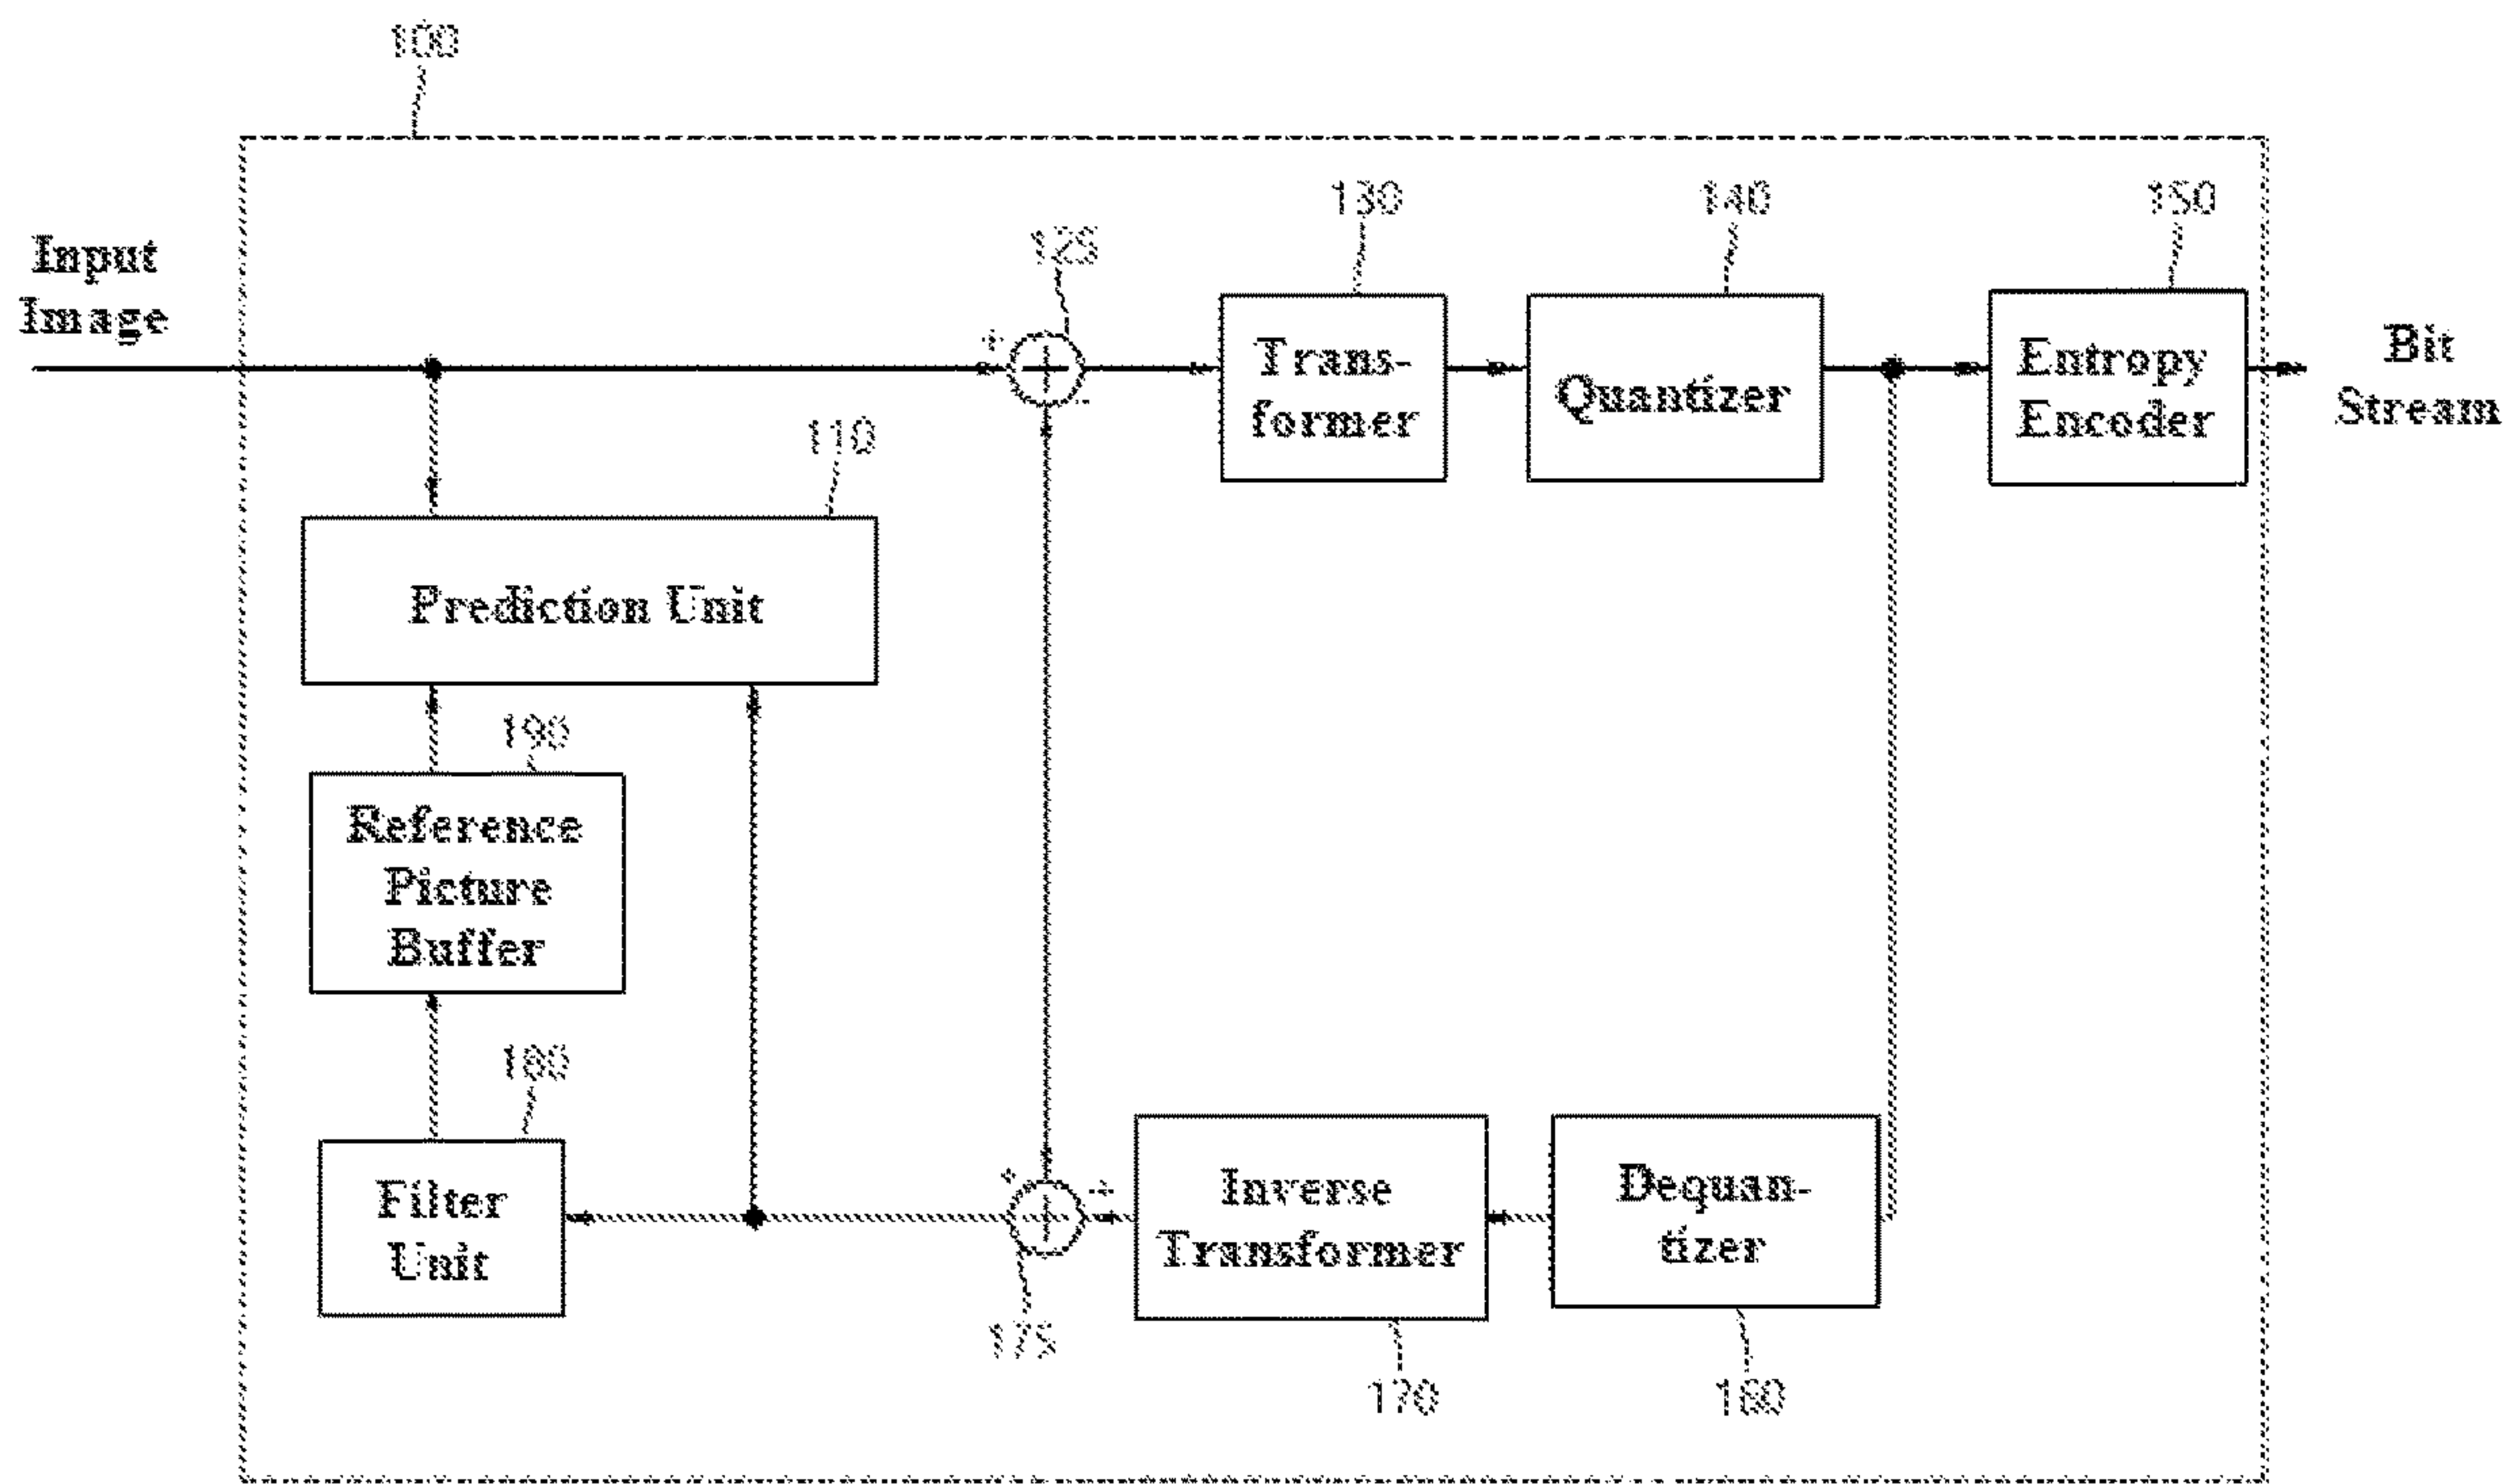 100
130
140
150
125
Input
Image
+
-
Trans-
former
Quantizer
Entropy
Encoder
Bit
Stream
110
Prediction Unit
190
Reference
Picture
Buffer
180
Filter
Unit
+
+
Inverse
Transformer
Dequan-
tizer
175
170
160